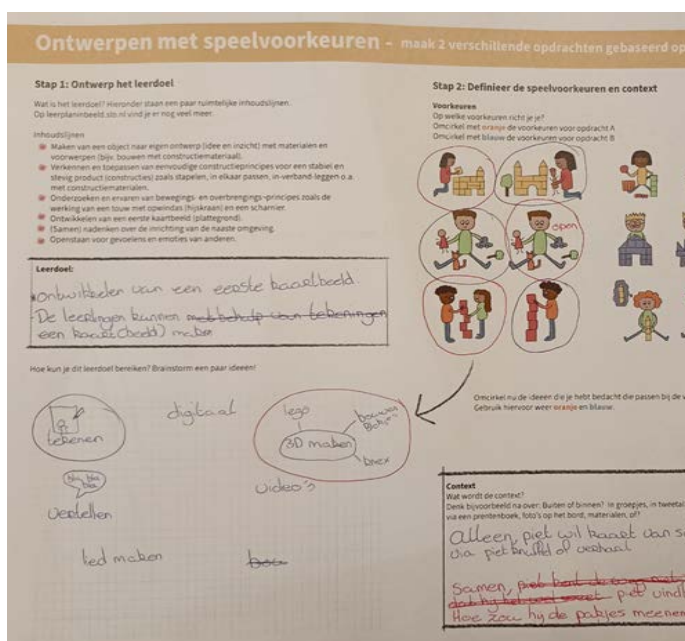 Ontwerpen met speelvoorkeuren – maak 2 verschillende opdrachten gebaseerd op
Stap 1: Ontwerp het leerdoel
Wat is het leerdoel? Hieronder staan een paar ruimtelijke inhoudslijnen.
Op leerplaninbeeld.slo.nl vind je er nog veel meer.
Inhoudslijnen
Maken van een object naar eigen ontwerp (idee en inzicht) met materialen en
voorwerpen (bijv. bouwen met constructiemateriaal).
Verkennen en toepassen van eenvoudige constructieprincipes voor een stabiel en
stevig product (constructies) zoals stapelen, in elkaar passen, in-verband-leggen o.a.
met constructiematerialen.
Onderzoeken en ervaren van bewegings- en overbrengings-principes zoals de
werking van een touw met opwindas (hijskraan) en een scharnier.
Ontwikkelen van een eerste kaartbeeld (plattegrond).
(Samen) nadenken over de inrichting van de naaste omgeving.
Openstaan voor gevoelens en emoties van anderen.
Leerdoel:
ontwikkelen van een eerste kaartbeeld.
De leerlingen kunnen met behulp van tekeningen
een kaart(beeld) maken
Hoe kun je dit leerdoel bereiken? Brainstorm een paar ideeën!
tekenen
digitaal
lego
bouwen
3D maken
knex
bla bla bla
video's
vertellen
lied maken
Stap 2: Definieer de speelvoorkeuren en context
Voorkeuren
Op welke voorkeuren richt je je?
Omcirkel met oranje de voorkeuren voor opdracht A
Omcirkel met blauw de voorkeuren voor opdracht B
open
Omcirkel nu de ideeën die je hebt bedacht die passen bij de
Gebruik hiervoor weer oranje en blauw.
Context
Wat wordt de context?
Denk bijvoorbeeld na over: Buiten of binnen? In groepjes, in tweetal
via een prentenboek, foto's op het bord, materialen, of?
Alleen, piet wil kaart van
via piet knuffel of verhaal
Samen, piet
piet vindt
Hoe zou hij de pakjes meenemen